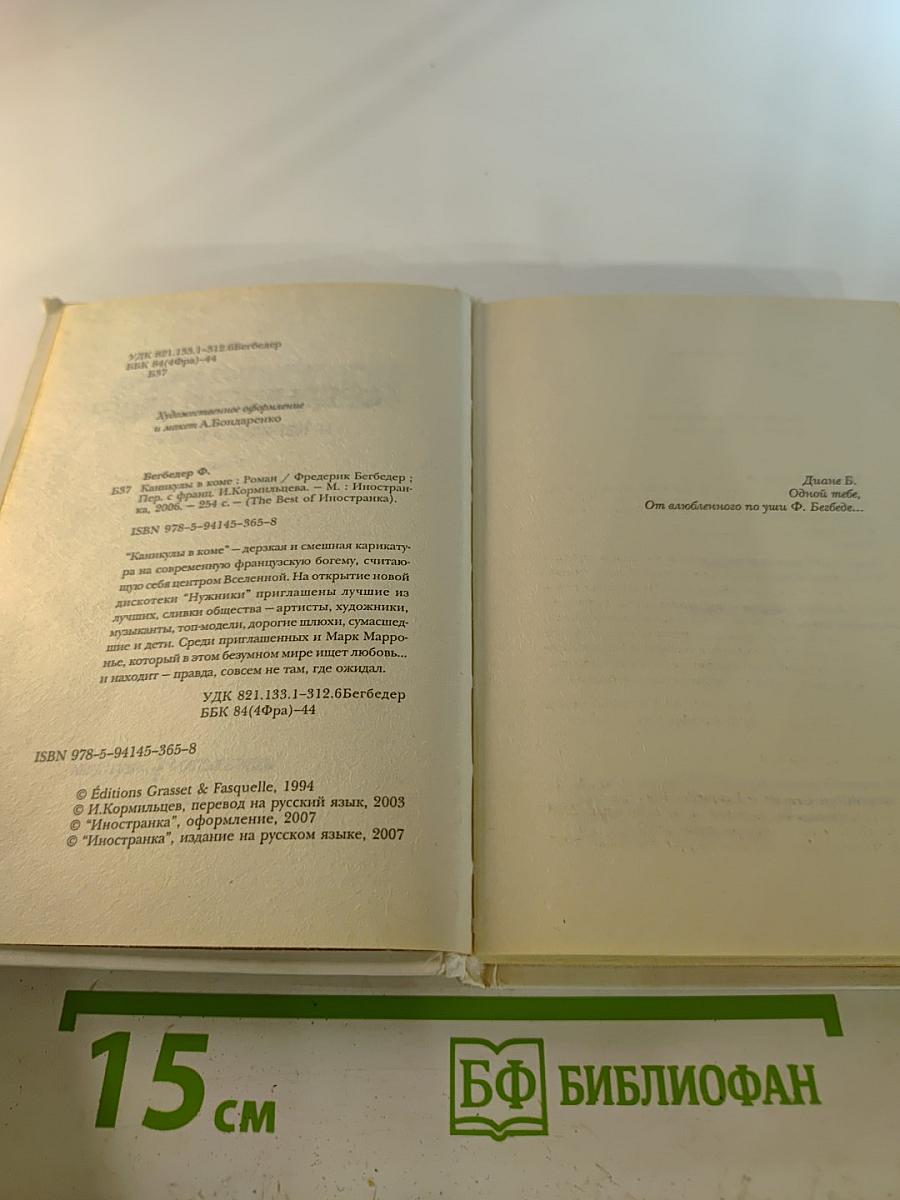 УДК 821.133.1–312.6Бегбедер
ББК 84(4Фра)–44
Б37
Художественное оформление
и макет А.Бондаренко
Бегбедер Ф.
Б37 Каникулы в коме : Роман / Фредерик Бегбедер ;
Пер. с франц. И.Кормильцева. – М. : Иностран-
ка, 2006. – 254 с. – (The Best of Иностранка).
ISBN 978–5–94145–365–8
"Каникулы в коме" – дерзкая и смешная карикату-
ра на современную французскую богему, считаю-
щую себя центром Вселенной. На открытие новой
дискотеки "Нужники" приглашены лучшие из
лучших, сливки общества – артисты, художники,
музыканты, топ-модели, дорогие шлюхи, сумасшед-
шие и дети. Среди приглашенных и Марк Марро-
нье, который в этом безумном мире ищет любовь...
и находит – правда, совсем не там, где ожидал.
УДК 821.133.1–312.6Бегбедер
ББК 84(4Фра)–44
ISBN 978–5–94145–365–8
© Éditions Grasset & Fasquelle, 1994
© И.Кормильцев, перевод на русский язык, 2003
© "Иностранка", оформление, 2007
© "Иностранка", издание на русском языке, 2007
Диане Б.
Одной тебе,
От влюбленного по уши Ф. Бегбеде...
15 см
БФ БИБЛИОФАН